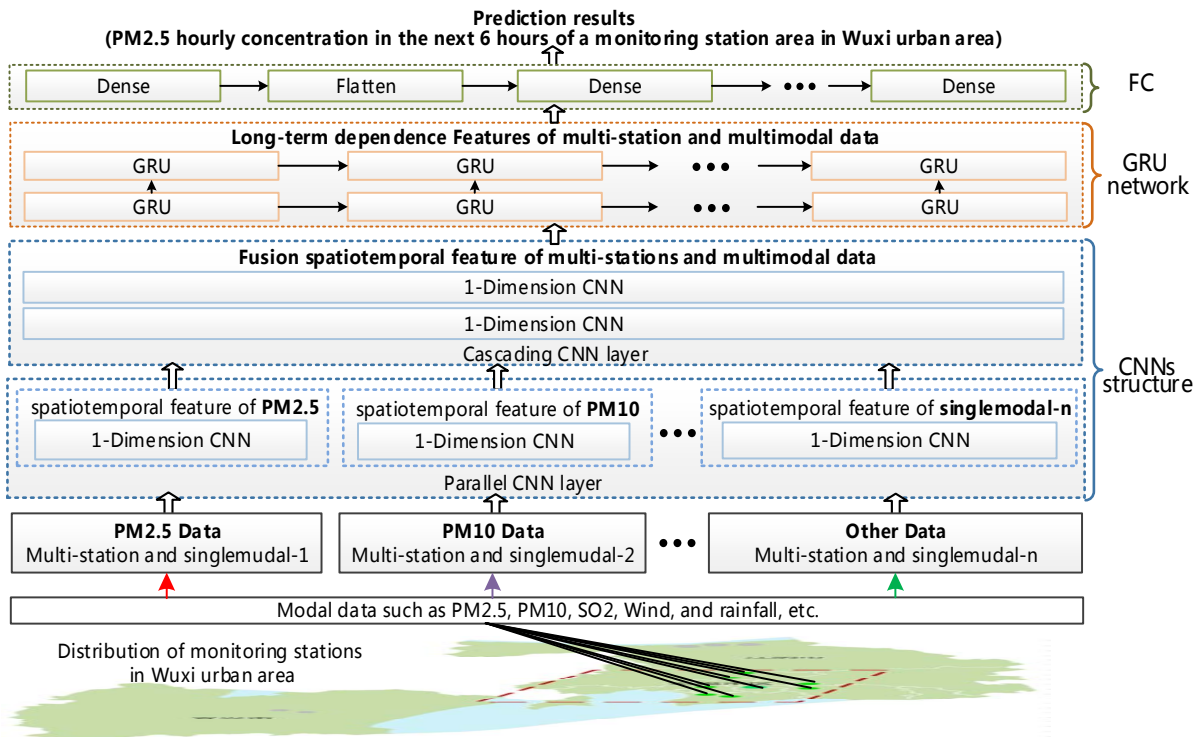 Prediction results
(PM2.5 hourly concentration in the next 6 hours of a monitoring station area in Wuxi urban area)
Dense
Flatten
Dense
Dense
FC
Long-term dependence Features of multi-station and multimodal data
GRU
GRU
GRU
GRU
GRU
GRU
GRU
network
Fusion spatiotemporal feature of multi-stations and multimodal data
1-Dimension CNN
1-Dimension CNN
Cascading CNN layer
CNNs
structure
spatiotemporal feature of PM2.5
1-Dimension CNN
spatiotemporal feature of PM10
1-Dimension CNN
spatiotemporal feature of singlemodal-n
1-Dimension CNN
Parallel CNN layer
PM2.5 Data
Multi-station and singlemudal-1
PM10 Data
Multi-station and singlemudal-2
Other Data
Multi-station and singlemudal-n
Modal data such as PM2.5, PM10, SO2, Wind, and rainfall, etc.
Distribution of monitoring stations
in Wuxi urban area